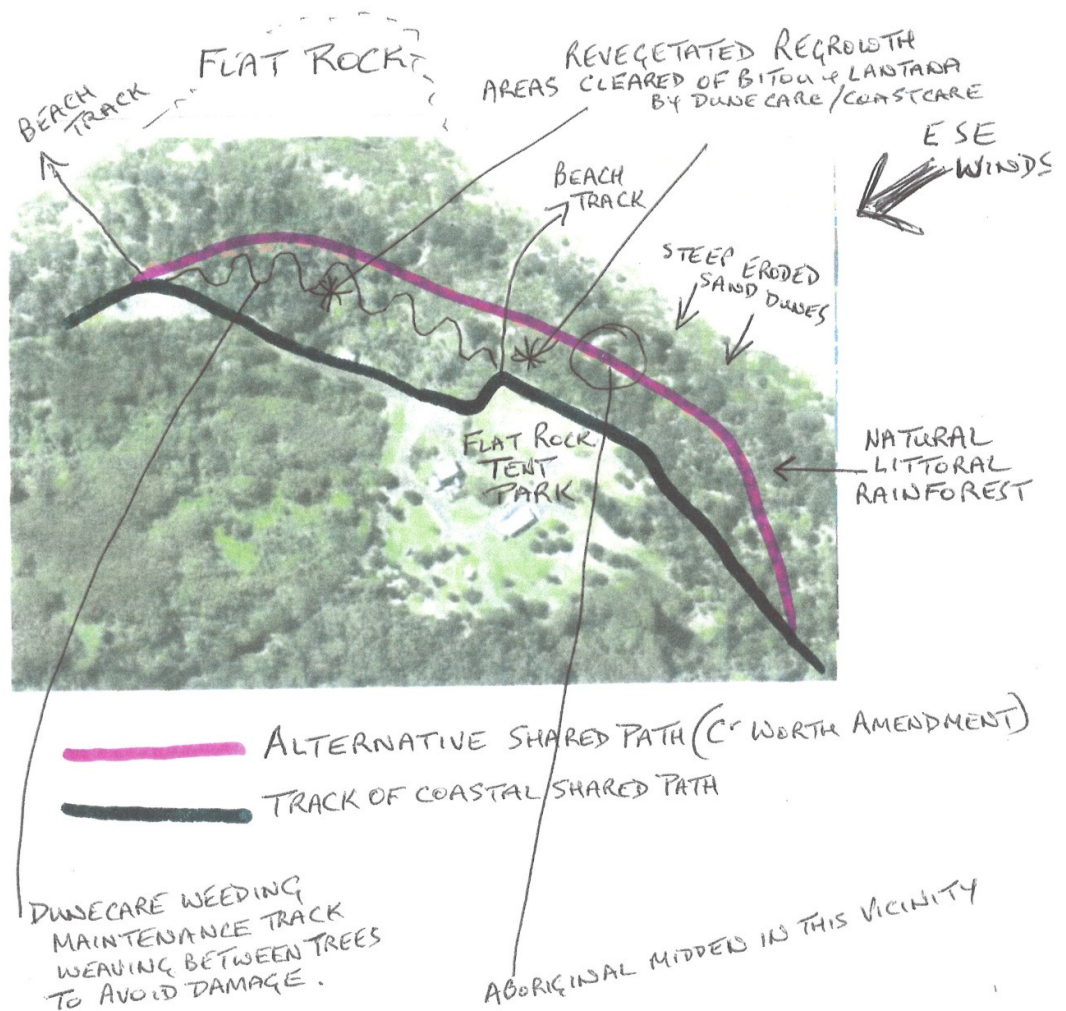 FLAT ROCK
REVEGETATED REGROWTH
AREAS CLEARED OF BITOU & LANTANA
BY DUNECARE/COASTCARE
BEACH
TRACK
ESE
WINDS
BEACH
TRACK
STEEP ERODED
SAND DUNES
NATURAL
LITTORAL
RAINFOREST
FLAT ROCK
TENT
PARK
ALTERNATIVE SHARED PATH (Cr WORTH AMENDMENT)
TRACK OF COASTAL SHARED PATH
DUNECARE WEEDING
MAINTENANCE TRACK
WEAVING BETWEEN TREES
TO AVOID DAMAGE.
ABORIGINAL MIDDEN IN THIS VICINITY